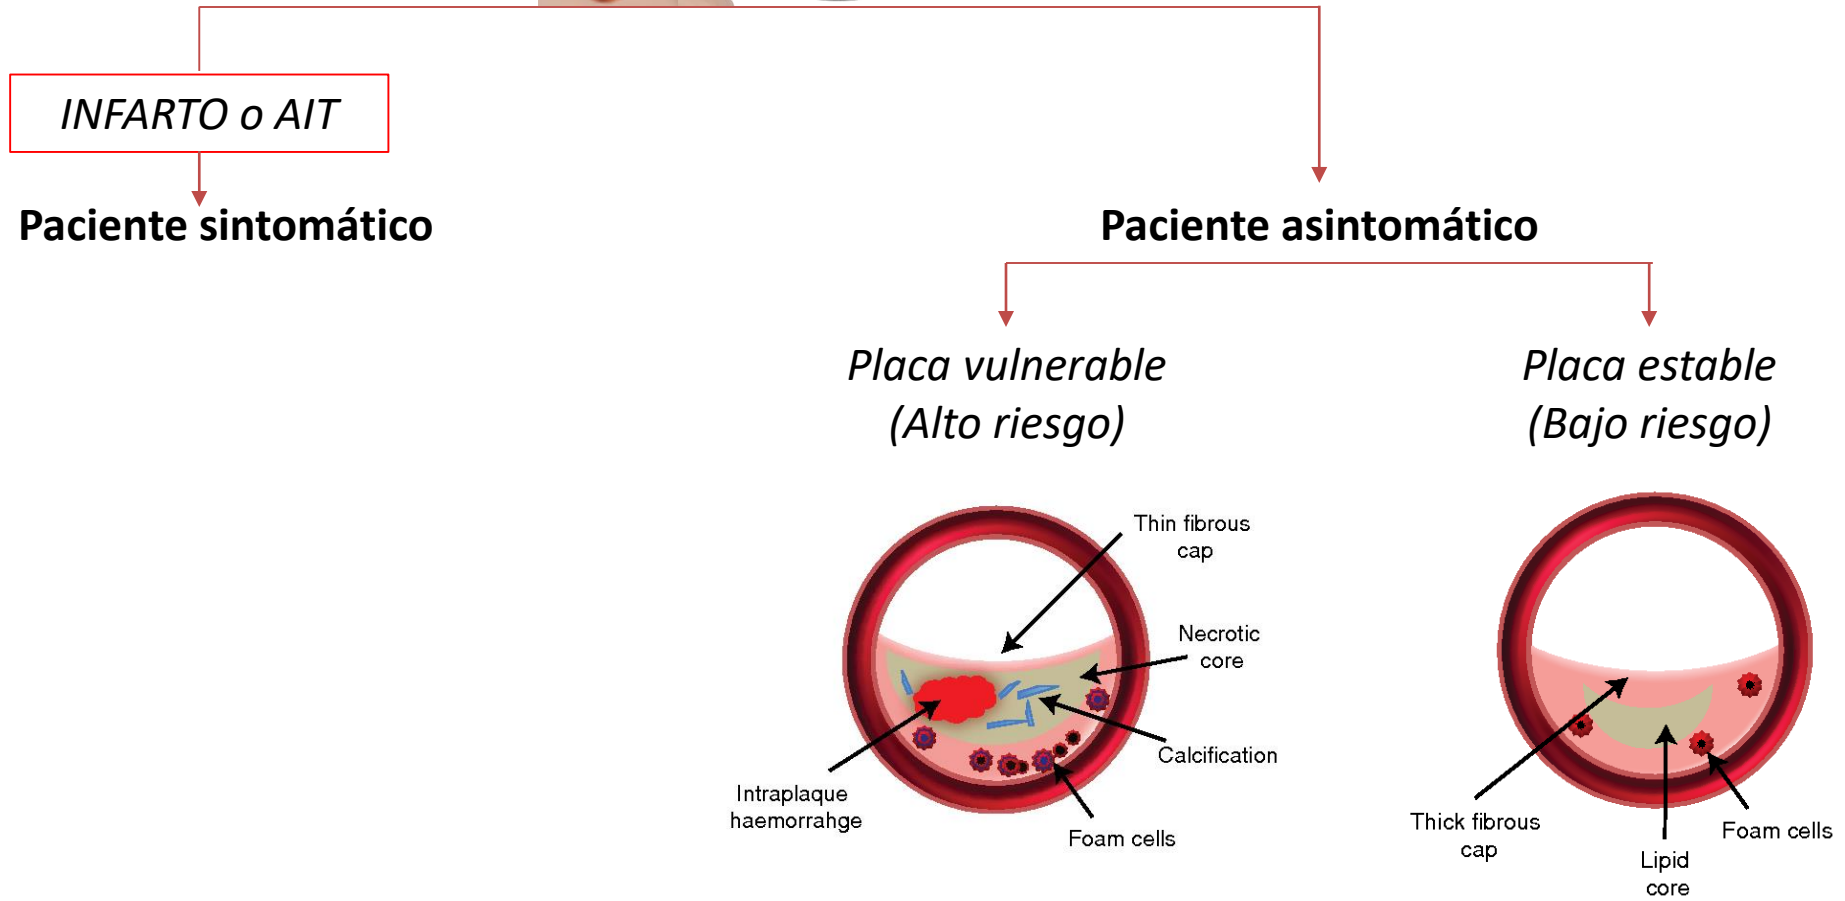 INFARTO o AIT
Paciente sintomático
Paciente asintomático
Placa vulnerable
(Alto riesgo)
Placa estable
(Bajo riesgo)
Thin fibrous
cap
Necrotic
core
Calcification
Intraplaque
haemorrahge
Foam cells
Thick fibrous
cap
Lipid
core
Foam cells